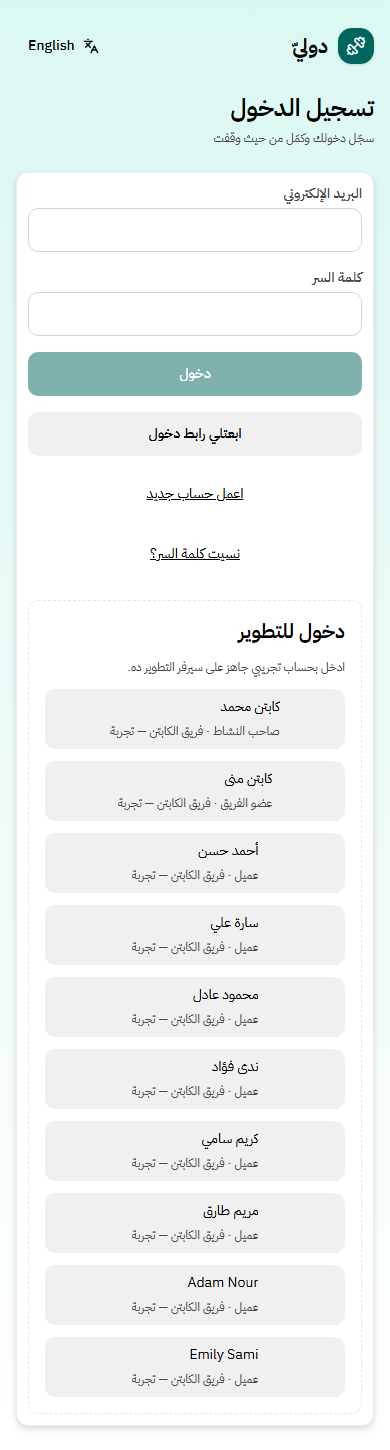 دوليّ
English
تسجيل الدخول
سجّل دخولك وكمّل من حيث وقفت
البريد الإلكتروني
كلمة السر
دخول
ابعتلي رابط دخول
اعمل حساب جديد
نسيت كلمة السر؟
دخول للتطوير
ادخل بحساب تجريبي جاهز على سيرفر التطوير ده.
كابتن محمد
صاحب النشاط · فريق الكابتن — تجربة
كابتن منى
عضو الفريق · فريق الكابتن — تجربة
أحمد حسن
عميل · فريق الكابتن — تجربة
سارة علي
عميل · فريق الكابتن — تجربة
محمود عادل
عميل · فريق الكابتن — تجربة
ندى فؤاد
عميل · فريق الكابتن — تجربة
كريم سامي
عميل · فريق الكابتن — تجربة
مريم طارق
عميل · فريق الكابتن — تجربة
Adam Nour
عميل · فريق الكابتن — تجربة
Emily Sami
عميل · فريق الكابتن — تجربة